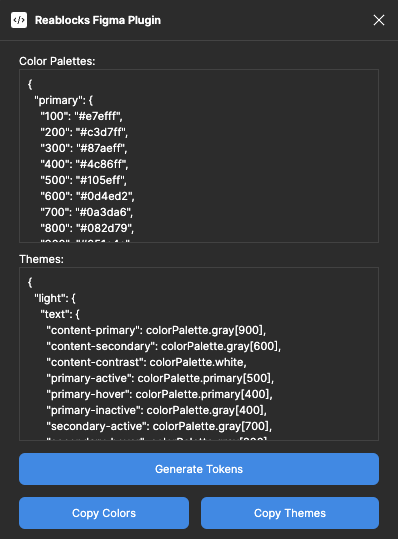 Reablocks Figma Plugin
Color Palettes:
{
"primary": {
"100": "#e7efff",
"200": "#c3d7ff",
"300": "#87aeff",
"400": "#4c86ff",
"500": "#105eff",
"600": "#0d4ed2",
"700": "#0a3da6",
"800": "#082d79",
Themes:
{
"light": {
"text": {
"content-primary": colorPalette.gray[900],
"content-secondary": colorPalette.gray[600],
"content-contrast": colorPalette.white,
"primary-active": colorPalette.primary[500],
"primary-hover": colorPalette.primary[400],
"primary-inactive": colorPalette.gray[400],
"secondary-active": colorPalette.gray[700],
Generate Tokens
Copy Colors
Copy Themes